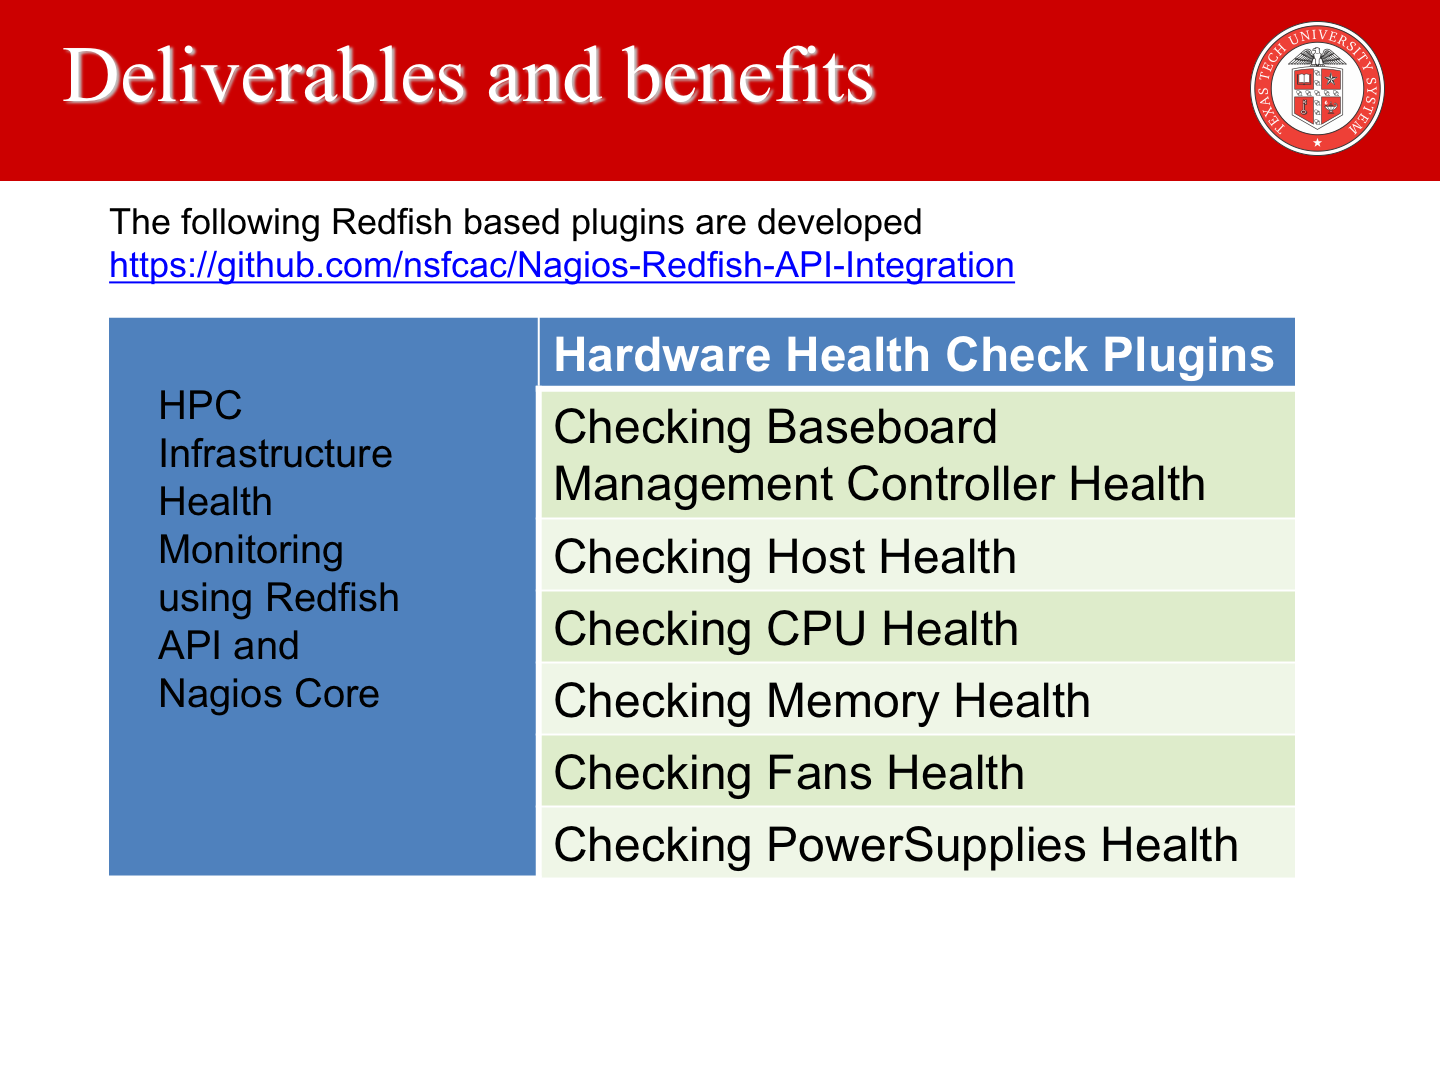 Deliverables and benefits
TEXAS TECH UNIVERSITY SYSTEM
The following Redfish based plugins are developed
https://github.com/nsfcac/Nagios-Redfish-API-Integration
HPC
Infrastructure
Health
Monitoring
using Redfish
API and
Nagios Core
Hardware Health Check Plugins
Checking Baseboard
Management Controller Health
Checking Host Health
Checking CPU Health
Checking Memory Health
Checking Fans Health
Checking PowerSupplies Health